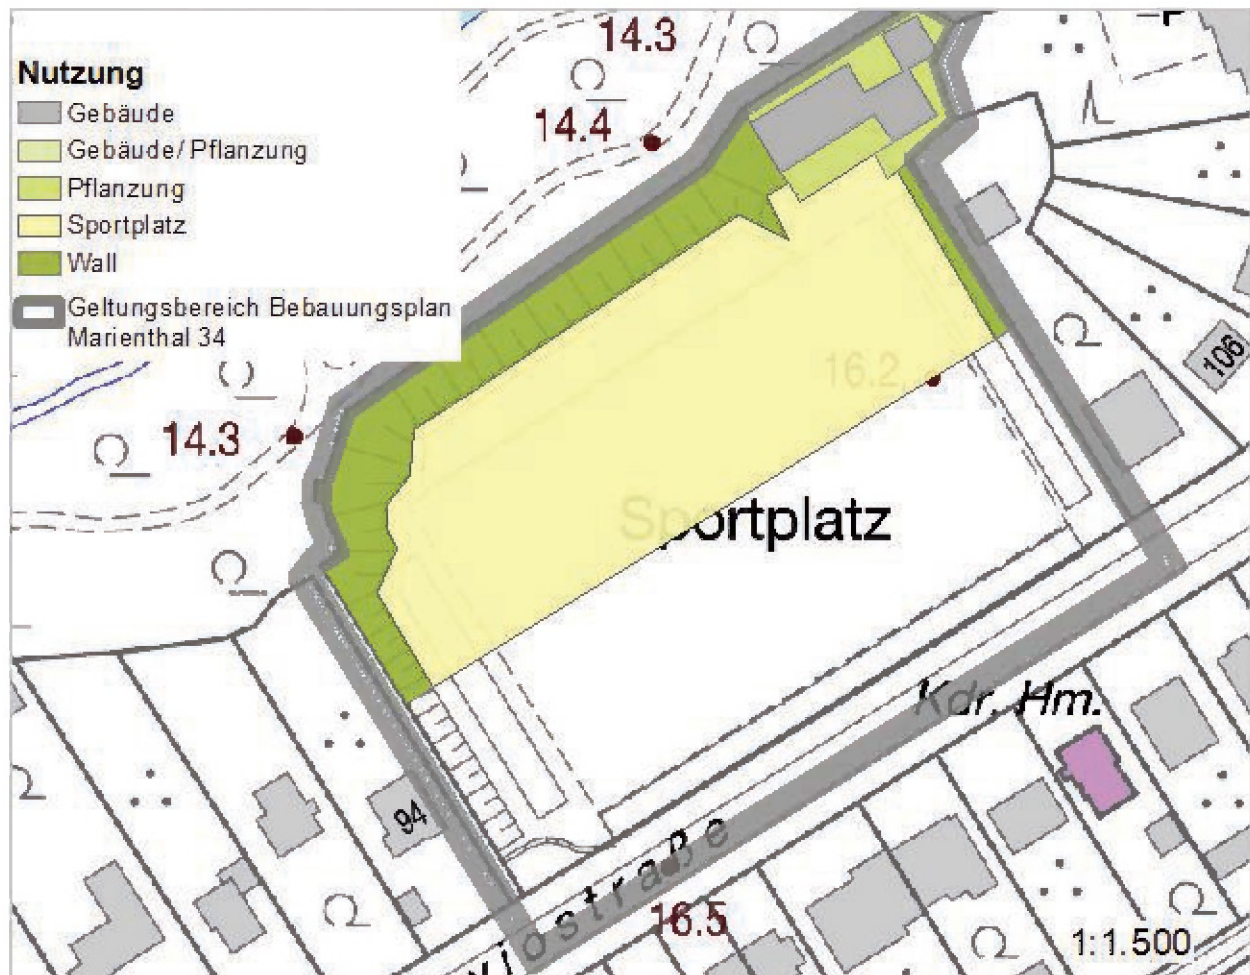 Nutzung
Gebäude
Gebäude/ Pflanzung
Pflanzung
Sportplatz
Wall
Geltungsbereich Bebauungsplan
Marienthal 34
14.3
14.4
14.3
16.2
106
Sportplatz
Kdr. Hm.
94
16.5
1:1.500